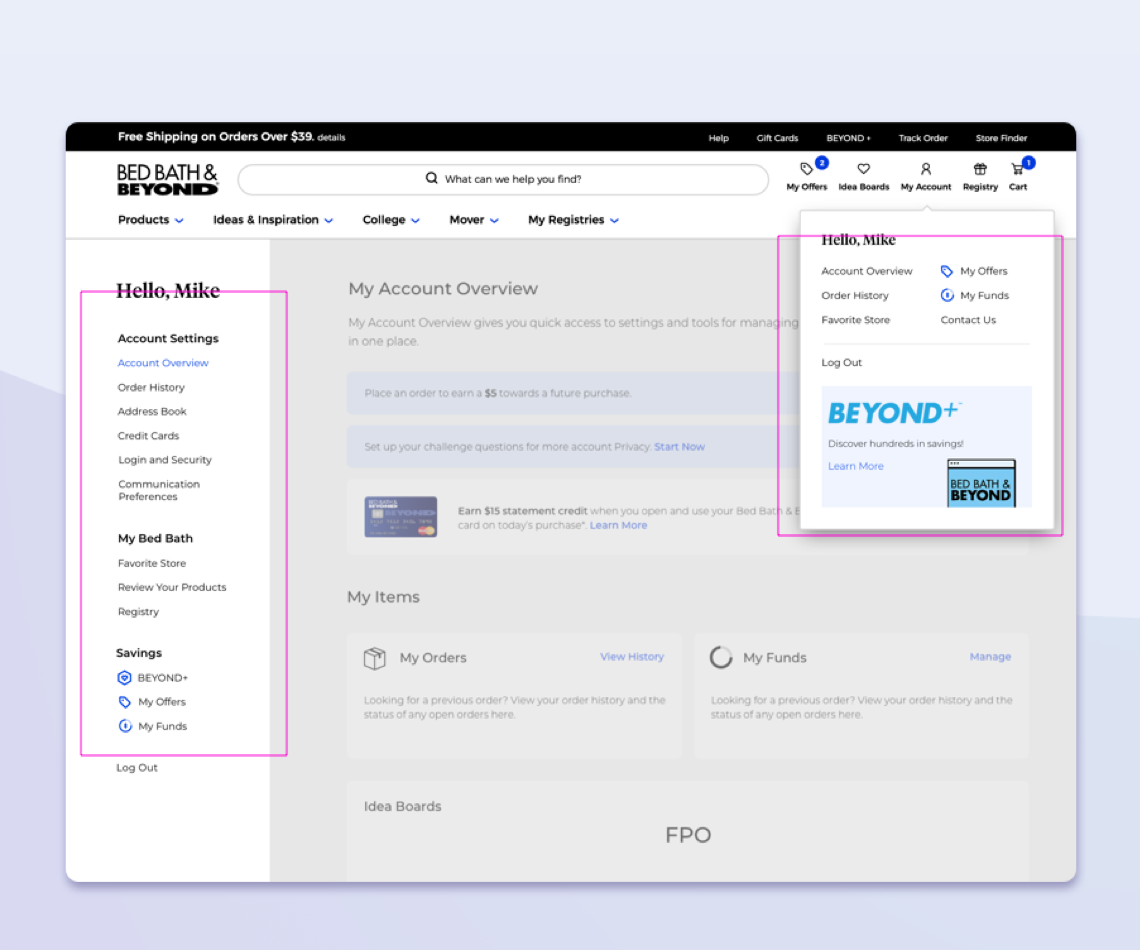 Free Shipping on Orders Over $39. details
Help
Gift Cards
BEYOND +
Track Order
Store Finder
BED BATH &
BEYOND
What can we help you find?
2
1
My Offers
Idea Boards
My Account
Registry
Cart
Products
Ideas & Inspiration
College
Mover
My Registries
Hello, Mike
Account Settings
Account Overview
Order History
Address Book
Credit Cards
Login and Security
Communication
Preferences
My Bed Bath
Favorite Store
Review Your Products
Registry
Savings
BEYOND+
My Offers
My Funds
Log Out
My Account Overview
My Account Overview gives you quick access to settings and tools for managing
in one place.
Place an order to earn a $5 towards a future purchase.
Set up your challenge questions for more account Privacy. Start Now
BED BATH &
BEYOND
Earn $15 statement credit when you open and use your Bed Bath &
card on today's purchase*. Learn More
My Items
My Orders
View History
Looking for a previous order? View your order history and the
status of any open orders here.
My Funds
Manage
Looking for a previous order? View your order history and the
status of any open orders here.
Idea Boards
FPO
Hello, Mike
Account Overview
My Offers
Order History
My Funds
Favorite Store
Contact Us
Log Out
BEYOND+™
Discover hundreds in savings!
Learn More
BED BATH &
BEYOND